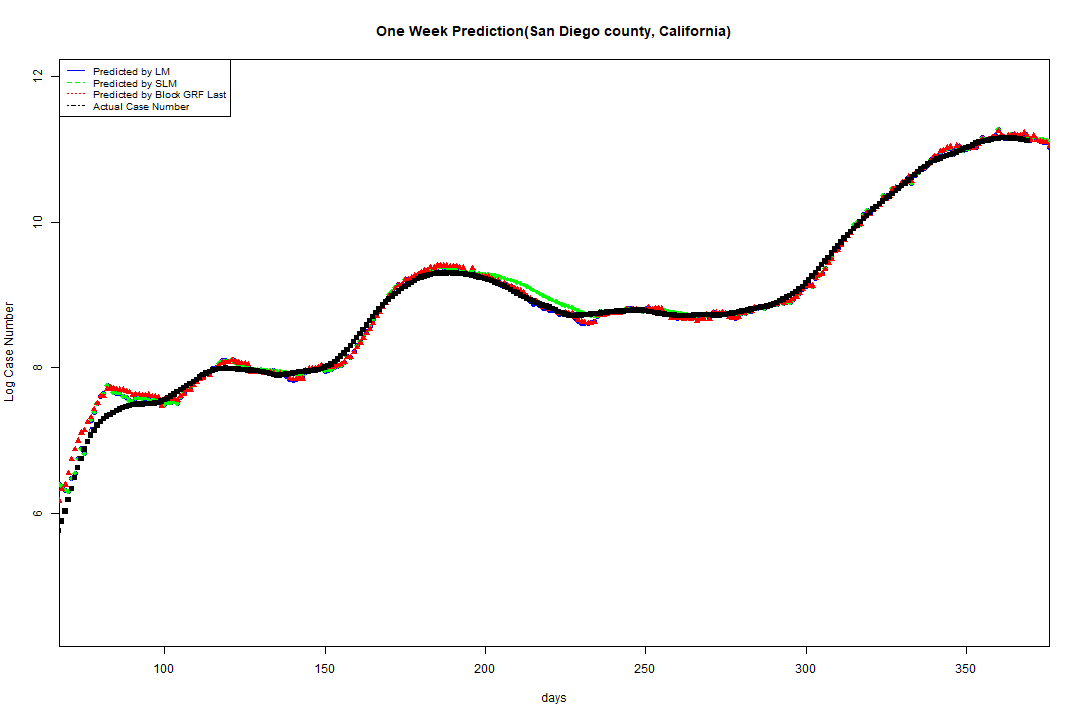 One Week Prediction(San Diego county, California)
Predicted by LM
Predicted by SLM
Predicted by Block GRF Last
Actual Case Number
12
10
8
6
Log Case Number
100 150 200 250 300 350
days